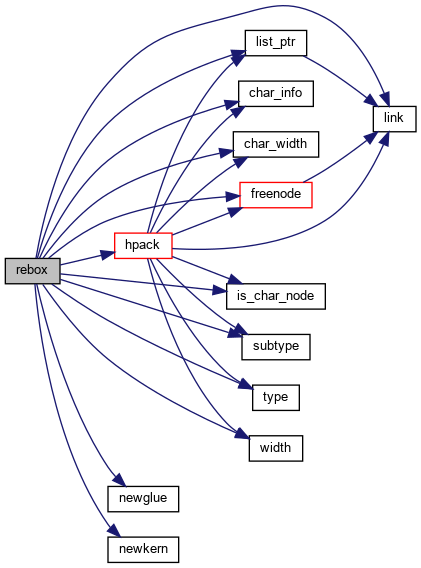 list_ptr
char_info
link
char_width
freenode
hpack
rebox
is_char_node
subtype
type
width
newglue
newkern